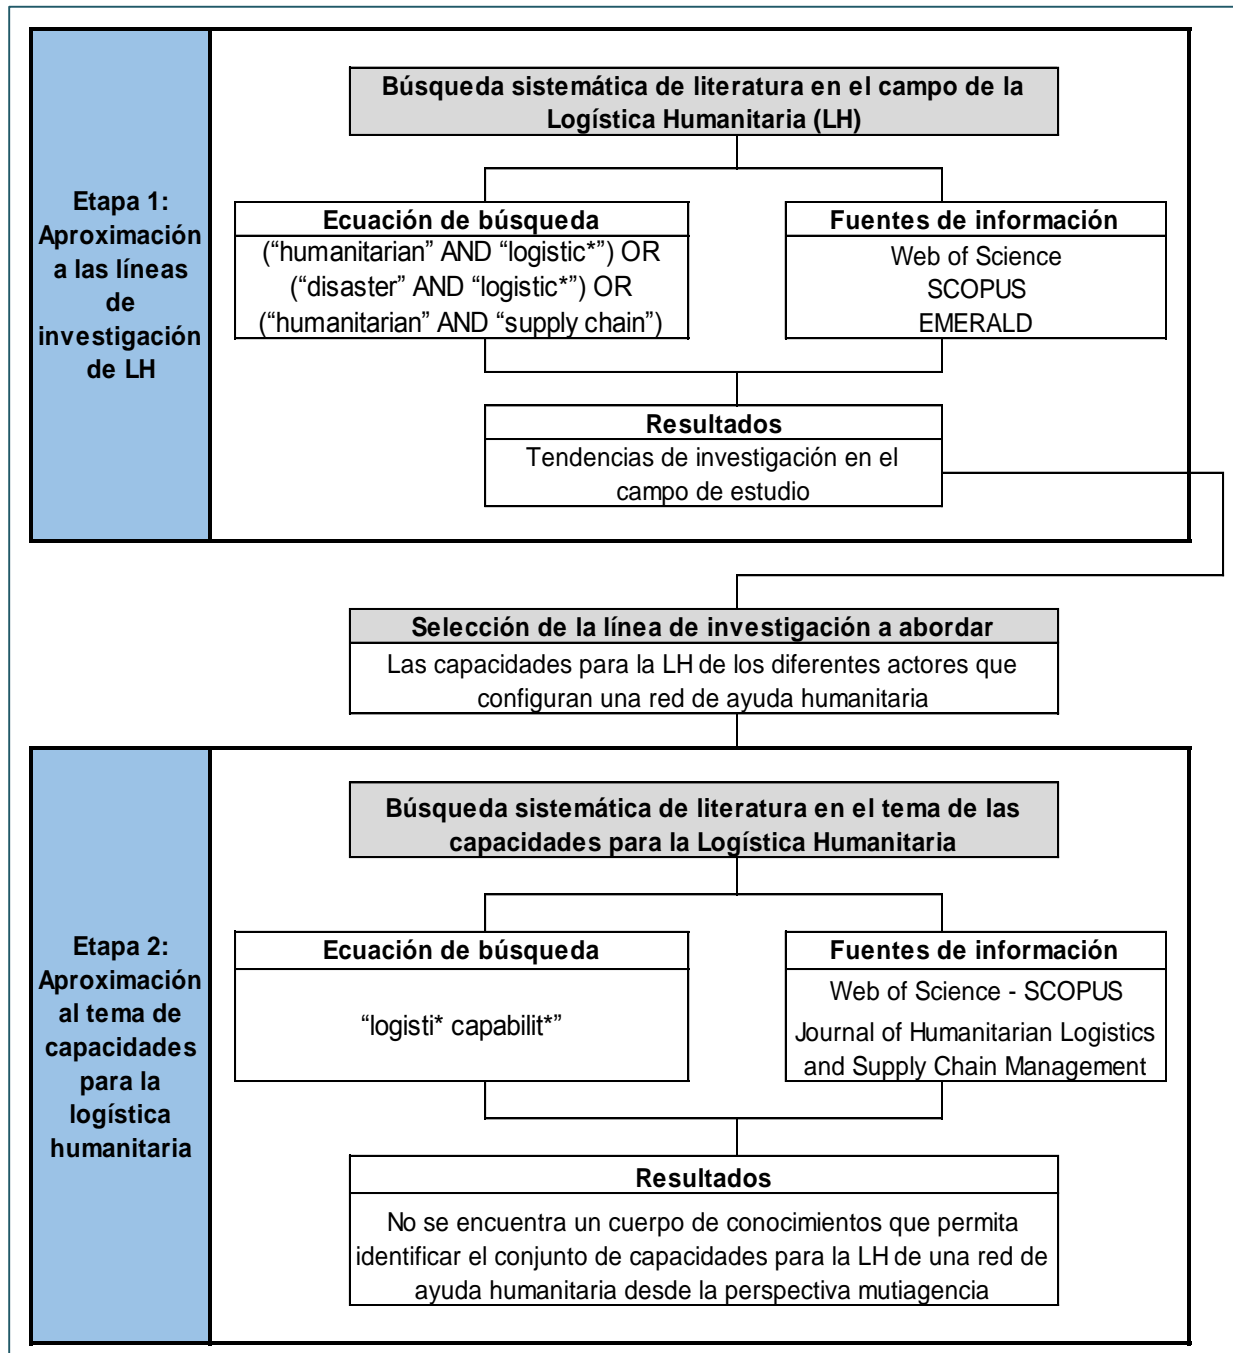 Etapa 1:
Aproximación
a las líneas
de
investigación
de LH
Búsqueda sistemática de literatura en el campo de la
Logística Humanitaria (LH)
Ecuación de búsqueda
(“humanitarian” AND “logistic*”) OR
(“disaster” AND “logistic*”) OR
(“humanitarian” AND “supply chain”)
Fuentes de información
Web of Science
SCOPUS
EMERALD
Resultados
Tendencias de investigación en el
campo de estudio
Selección de la línea de investigación a abordar
Las capacidades para la LH de los diferentes actores que
configuran una red de ayuda humanitaria
Etapa 2:
Aproximación
al tema de
capacidades
para la
logística
humanitaria
Búsqueda sistemática de literatura en el tema de las
capacidades para la Logística Humanitaria
Ecuación de búsqueda
“logisti* capabilit*”
Fuentes de información
Web of Science - SCOPUS
Journal of Humanitarian Logistics
and Supply Chain Management
Resultados
No se encuentra un cuerpo de conocimientos que permita
identificar el conjunto de capacidades para la LH de una red de
ayuda humanitaria desde la perspectiva mutiagencia